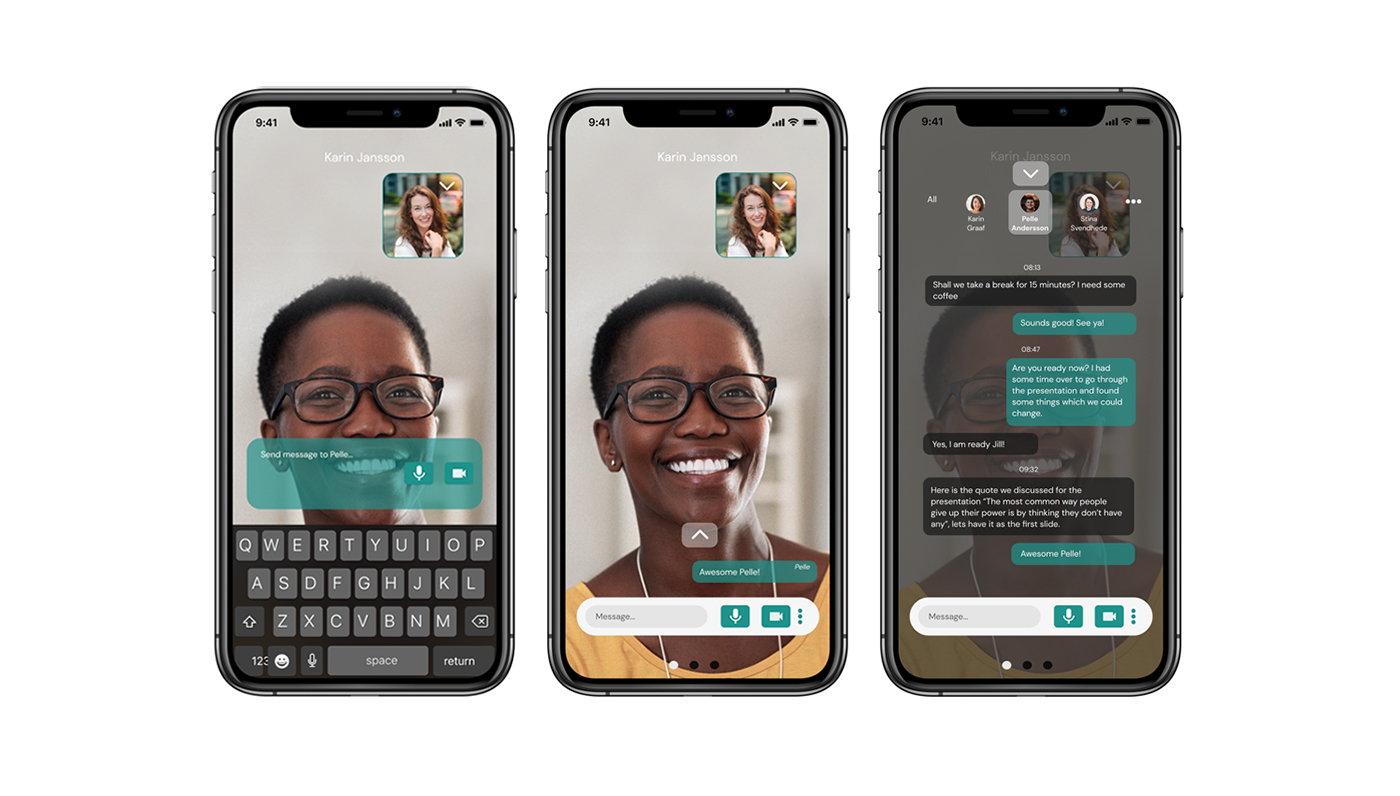 9:41
Karin Jansson
Send message to Pelle...
Q W E R T Y U I O P
A S D F G H J K L
Z X C V B N M
123
space
return
9:41
Karin Jansson
Awesome Pelle!
Pelle
Message...
9:41
Karin Jansson
All
Karin
Graaf
Pelle
Andersson
Stina
Svendhede
08:13
Shall we take a break for 15 minutes? I need some
coffee
Sounds good! See ya!
08:47
Are you ready now? I had
some time over to go through
the presentation and found
some things which we could
change.
Yes, I am ready Jill!
09:32
Here is the quote we discussed for the
presentation “The most common way people
give up their power is by thinking they don’t have
any”, lets have it as the first slide.
Awesome Pelle!
Message...